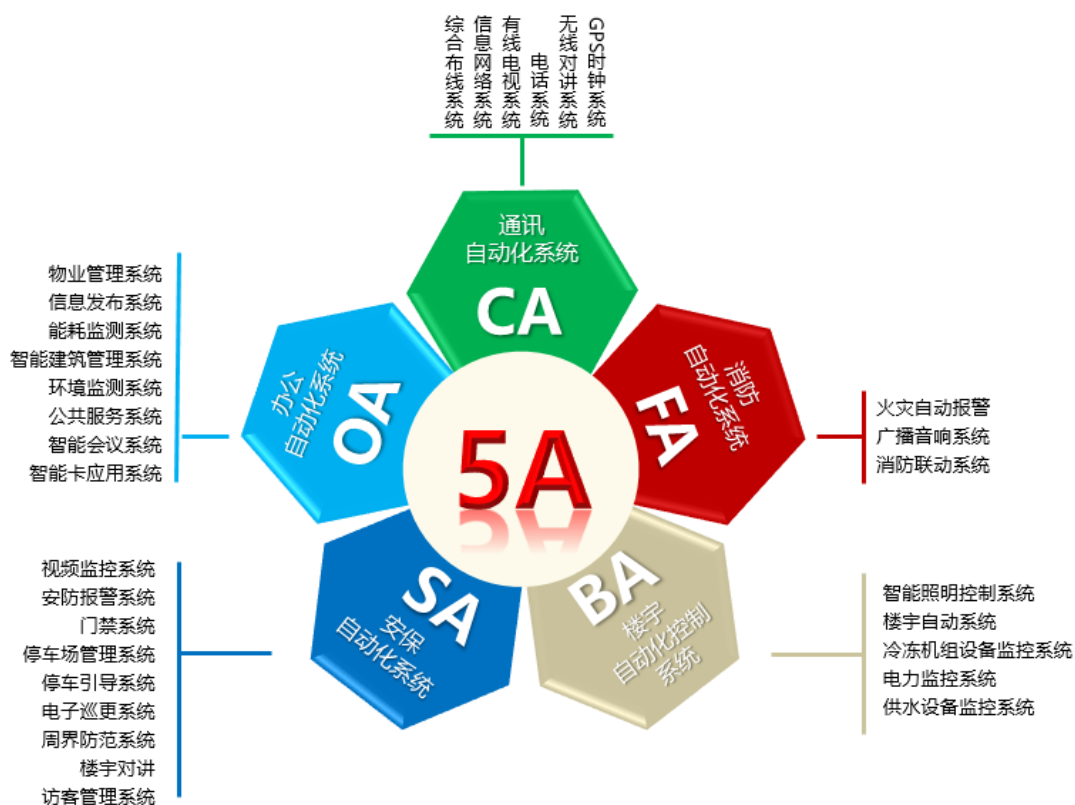 综合布线系统
信息网络系统
有线电视系统
电话系统
无线对讲系统
GPS时钟系统
通讯
自动化系统
CA
物业管理系统
信息发布系统
能耗监测系统
智能建筑管理系统
环境监测系统
公共服务系统
智能会议系统
智能卡应用系统
办公
自动化系统
OA
消防
自动化系统
FA
火灾自动报警
广播音响系统
消防联动系统
5A
视频监控系统
安防报警系统
门禁系统
停车场管理系统
停车引导系统
电子巡更系统
周界防范系统
楼宇对讲
访客管理系统
SA
安保
自动化系统
BA
楼宇
自动化控制
系统
智能照明控制系统
楼宇自动系统
冷冻机组设备监控系统
电力监控系统
供水设备监控系统